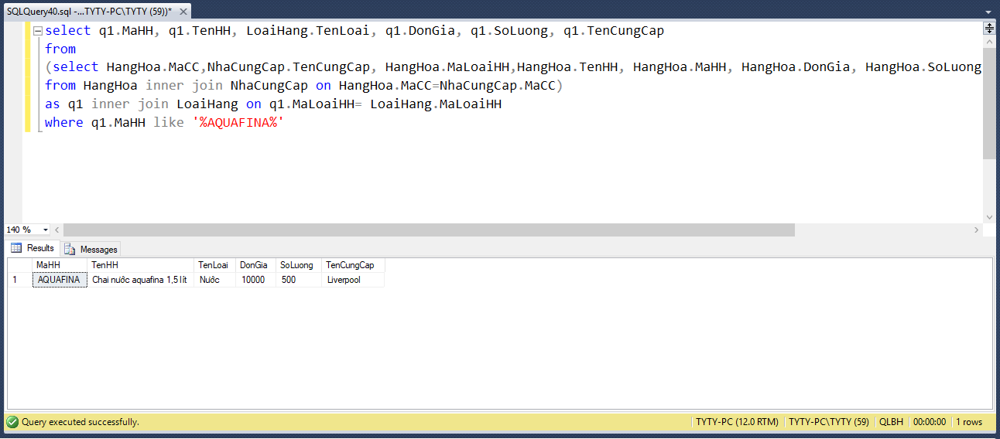 SQLQuery40.sql -...TYTY-PC\TYTY (59))*
select q1.MaHH, q1.TenHH, LoaiHang.TenLoai, q1.DonGia, q1.SoLuong, q1.TenCungCap
from
(select HangHoa.MaCC,NhaCungCap.TenCungCap, HangHoa.MaLoaiHH,HangHoa.TenHH, HangHoa.MaHH, HangHoa.DonGia, HangHoa.SoLuong
from HangHoa inner join NhaCungCap on HangHoa.MaCC=NhaCungCap.MaCC)
as q1 inner join LoaiHang on q1.MaLoaiHH= LoaiHang.MaLoaiHH
where q1.MaHH like '%AQUAFINA%'
140 %
Results Messages
MaHH TenHH TenLoai DonGia SoLuong TenCungCap
1 AQUAFINA Chai nước aquafina 1,5 lít Nước 10000 500 Liverpool
Query executed successfully. TYTY-PC (12.0 RTM) TYTY-PC\TYTY (59) QLBH 00:00:00 1 rows